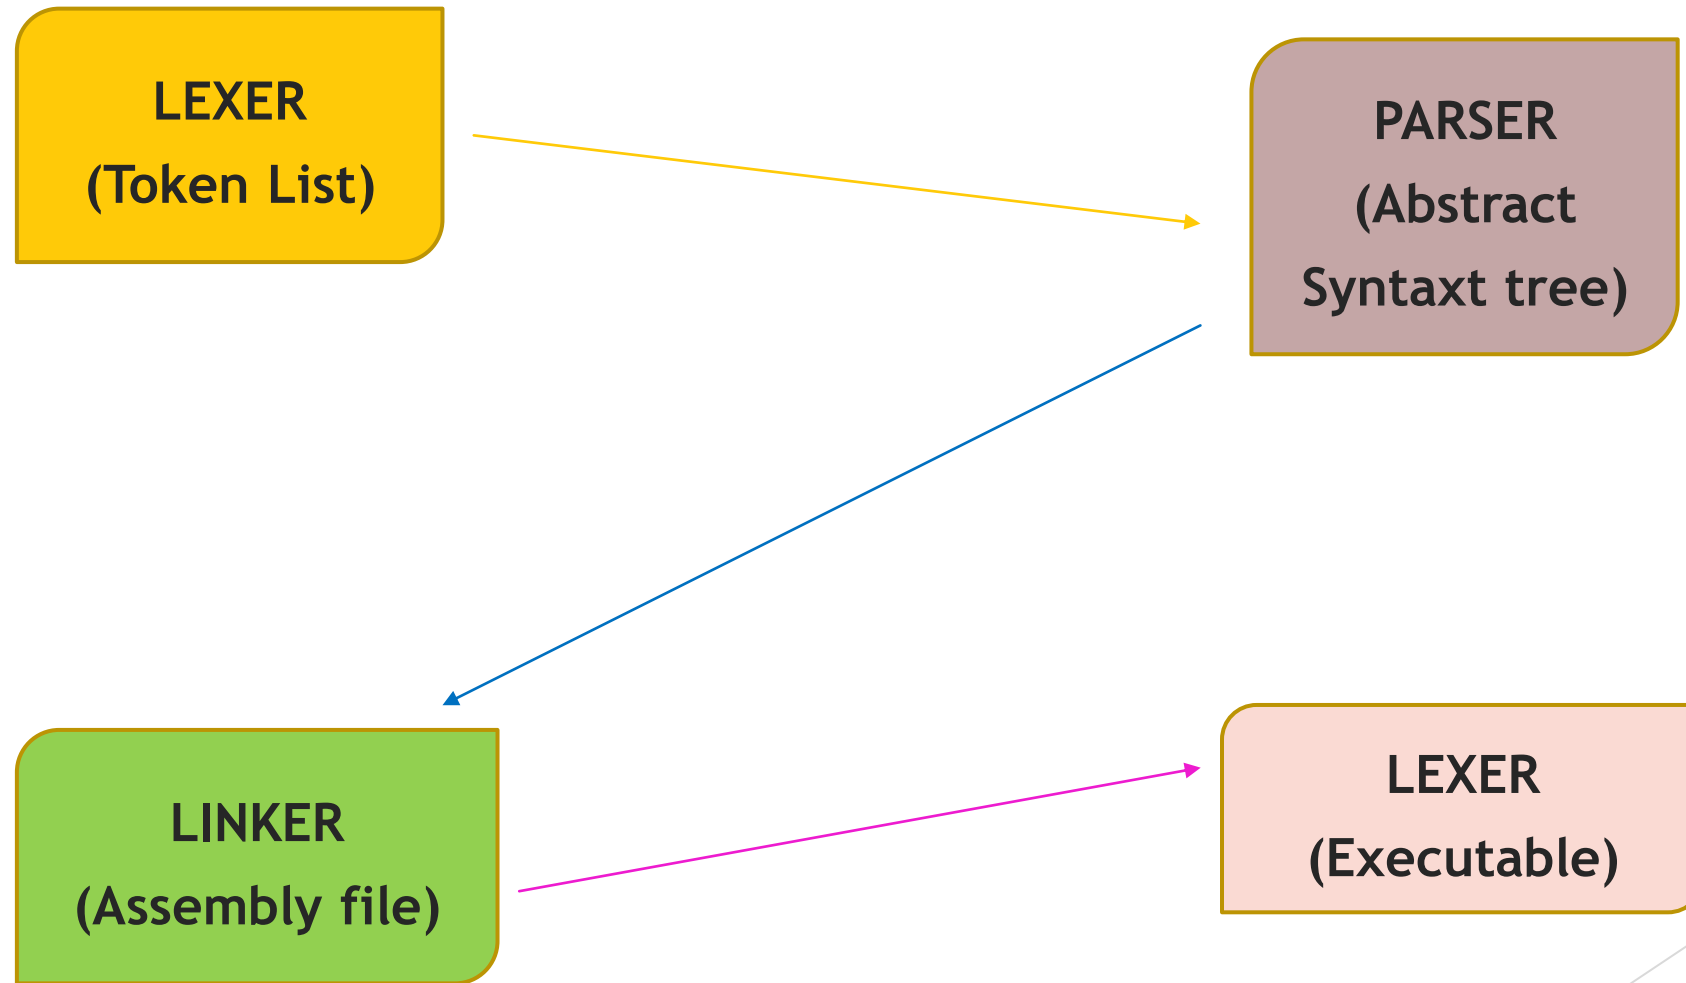 LEXER
(Token List)
PARSER
(Abstract
Syntaxt tree)
LINKER
(Assembly file)
LEXER
(Executable)